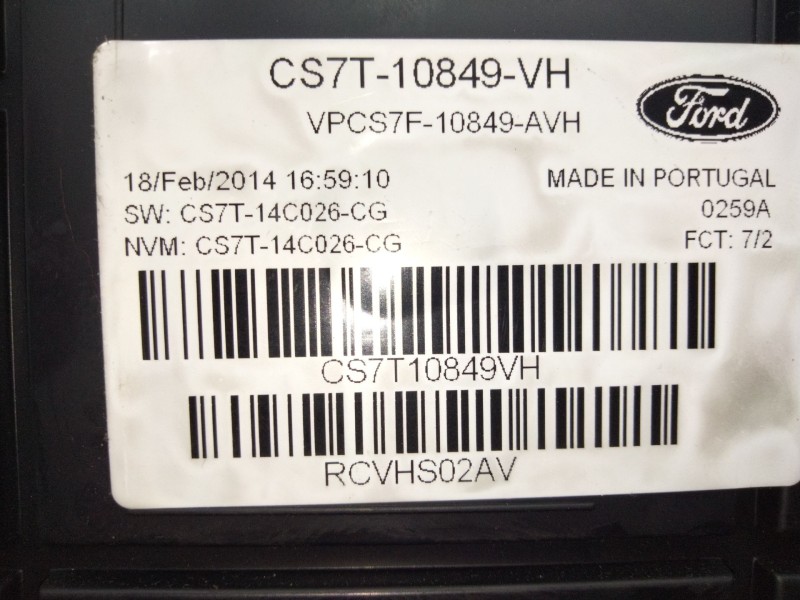 CS7T-10849-VH
VPCS7F-10849-AVH
Ford
18/Feb/2014 16:59:10
MADE IN PORTUGAL
SW: CS7T-14C026-CG
0259A
NVM: CS7T-14C026-CG
FCT: 7/2
CS7T10849VH
RCVHS02AV